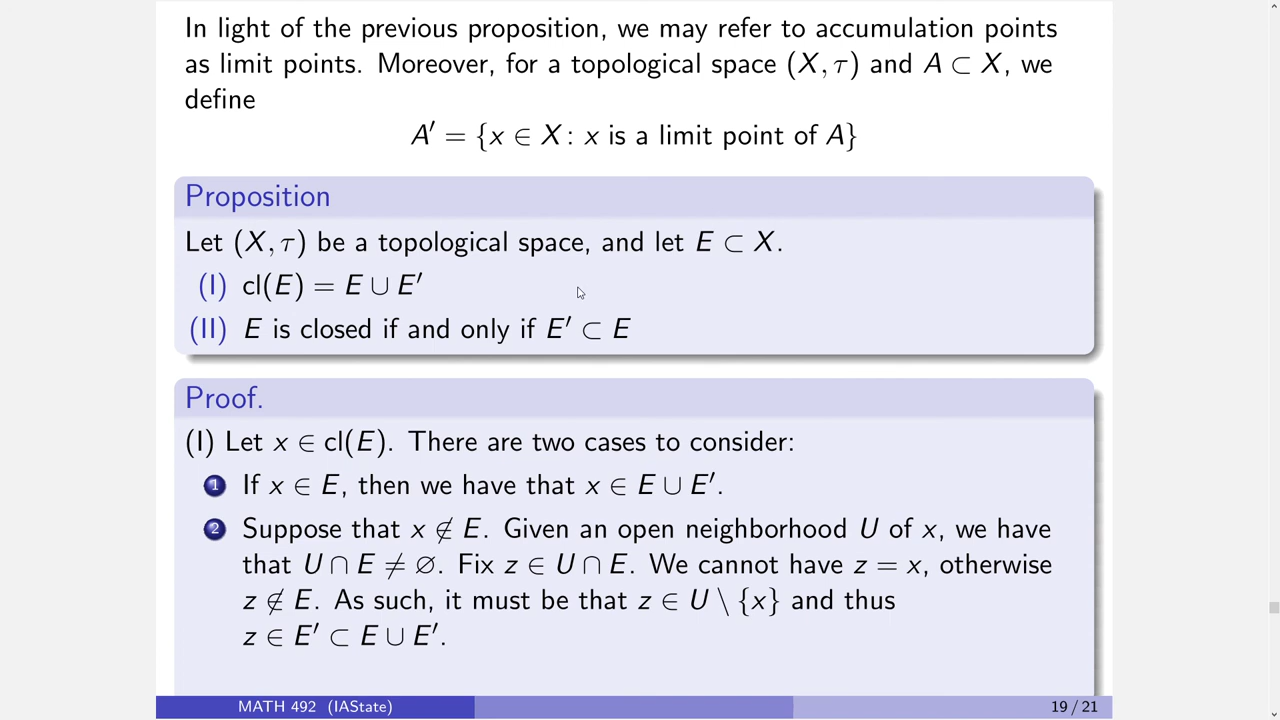 In light of the previous proposition, we may refer to accumulation points
as limit points. Moreover, for a topological space (X, τ) and A ⊂ X, we
define
A′ = {x ∈ X : x is a limit point of A}
Proposition
Let (X, τ) be a topological space, and let E ⊂ X.
(I) cl(E) = E ∪ E′
(II) E is closed if and only if E′ ⊂ E
Proof.
(I) Let x ∈ cl(E). There are two cases to consider:
1 If x ∈ E, then we have that x ∈ E ∪ E′.
2 Suppose that x ∉ E. Given an open neighborhood U of x, we have
that U ∩ E ≠ ∅. Fix z ∈ U ∩ E. We cannot have z = x, otherwise
z ∉ E. As such, it must be that z ∈ U \ {x} and thus
z ∈ E′ ⊂ E ∪ E′.
MATH 492 (IAState)
19 / 21